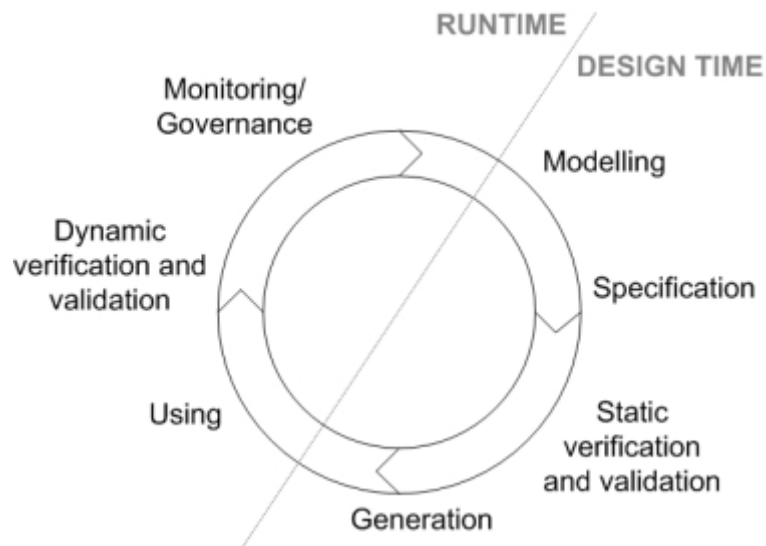 RUNTIME
DESIGN TIME
Monitoring/
Governance
Modelling
Dynamic
verification and
validation
Specification
Using
Static
verification
and validation
Generation